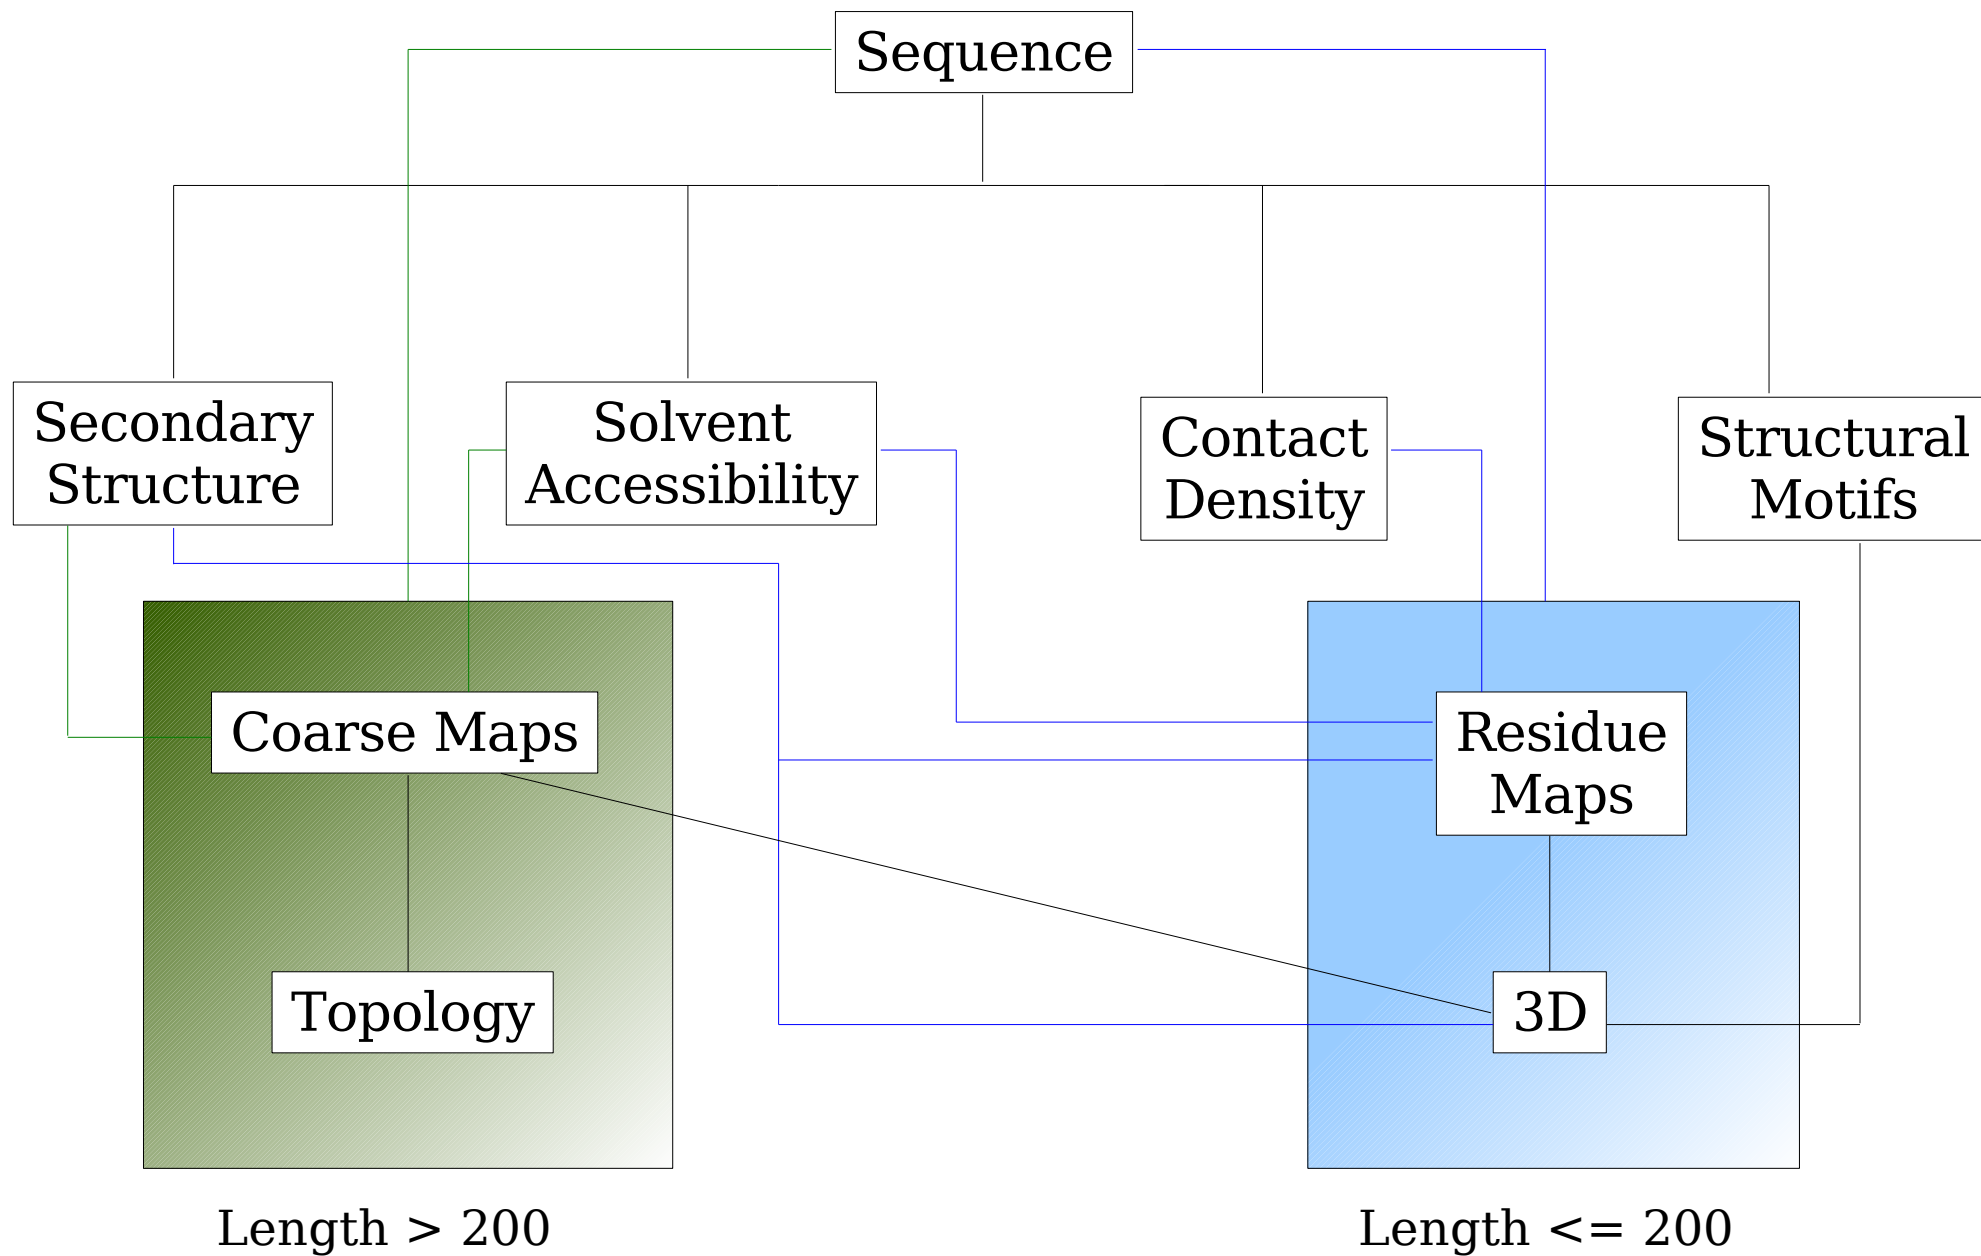 Sequence
Secondary
Structure
Solvent
Accessibility
Contact
Density
Structural
Motifs
Coarse Maps
Residue
Maps
Topology
3D
Length > 200
Length <= 200